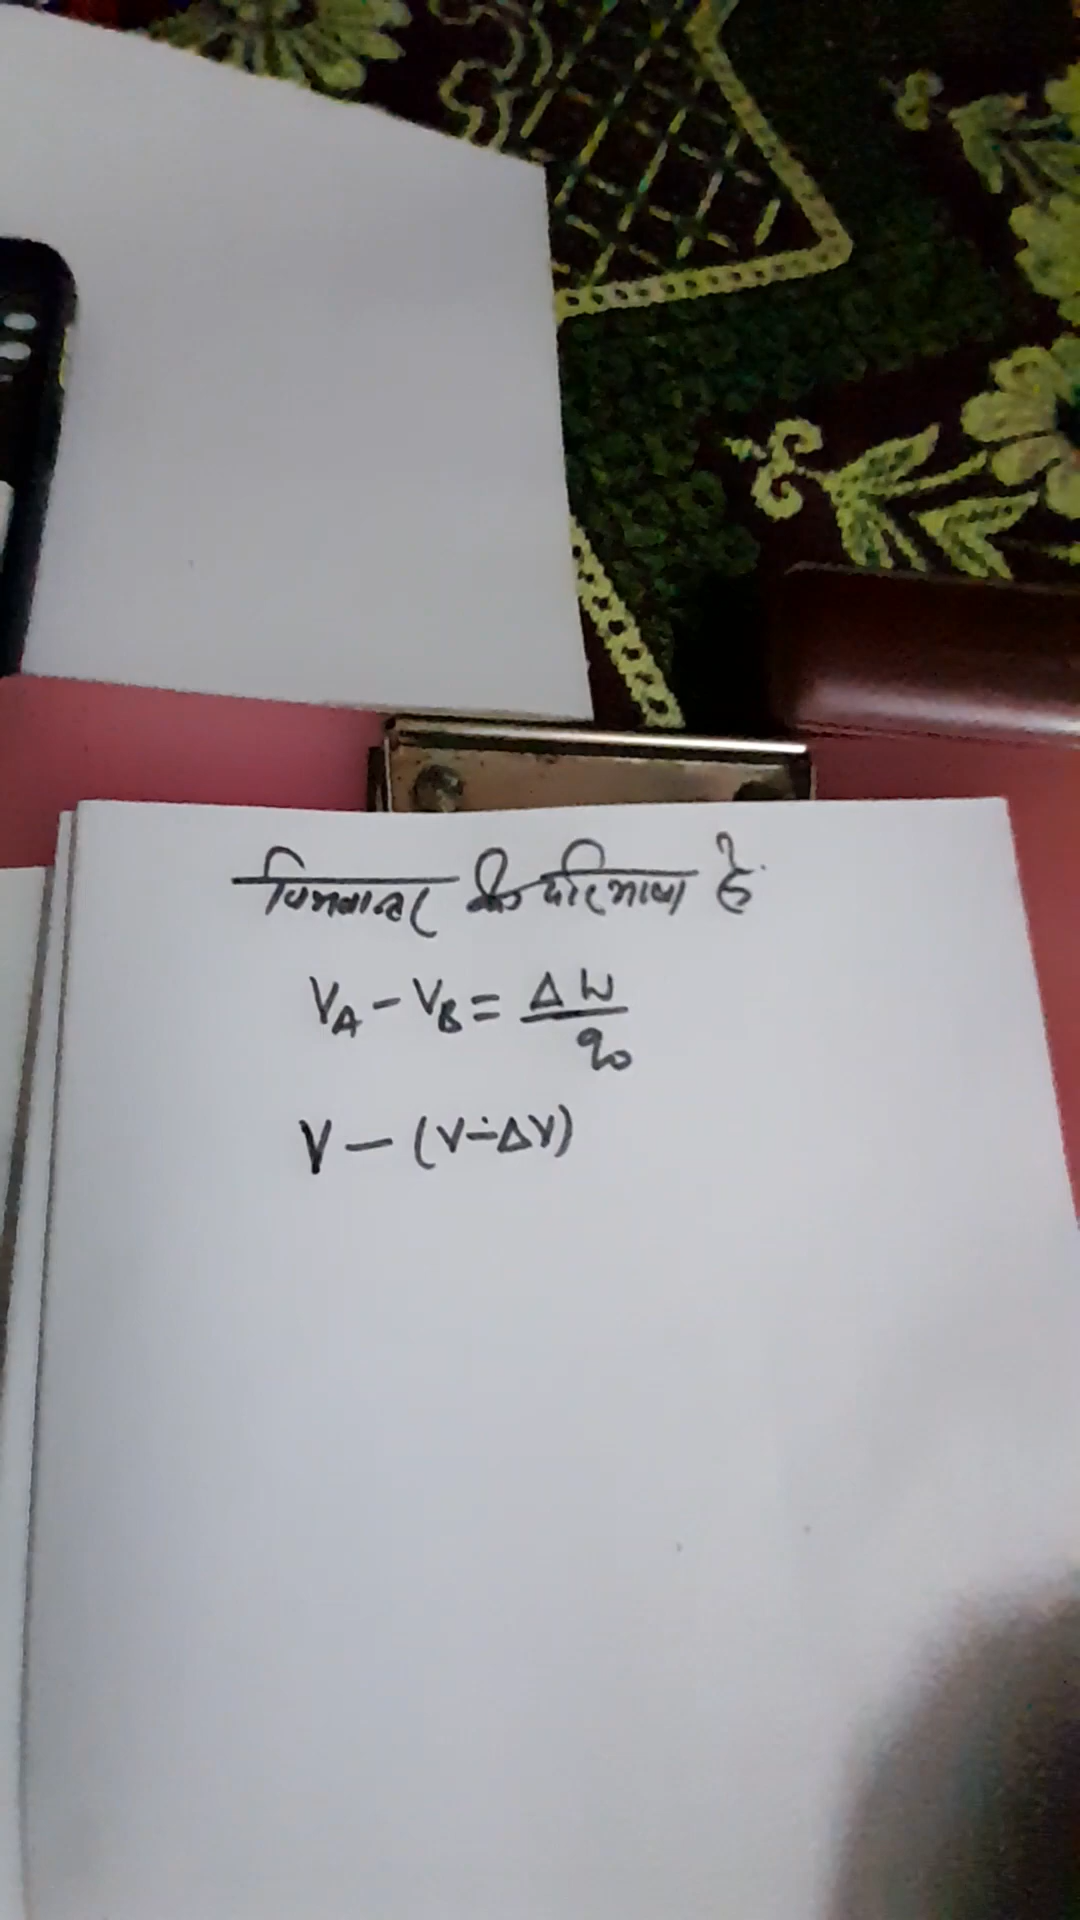 विभवान्तर की परिभाषा से
V_A - V_B = ΔW / q₀
V - (V - ΔV)